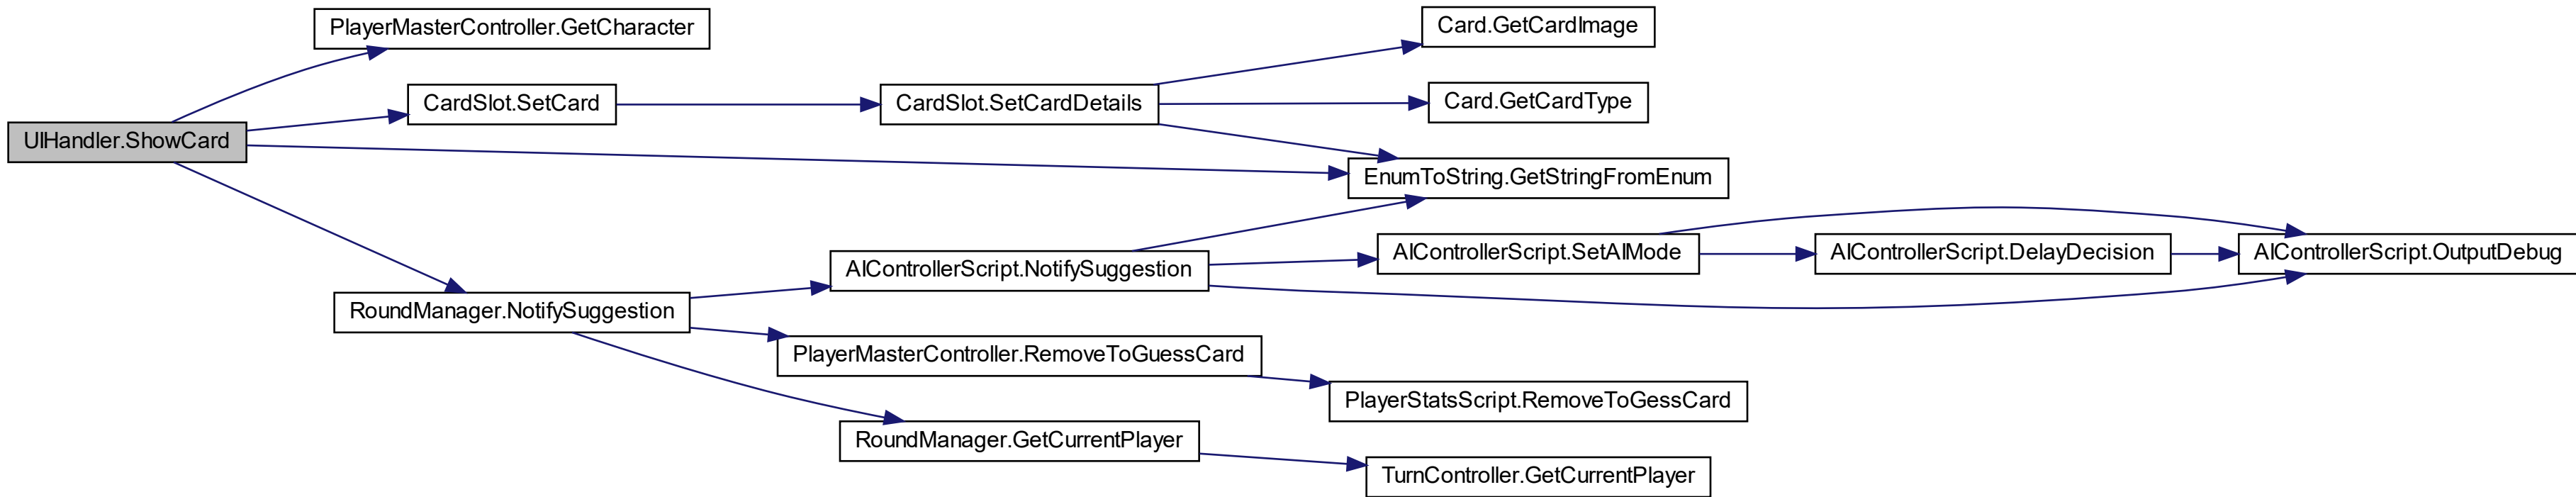 PlayerMasterController.GetCharacter
Card.GetCardImage
CardSlot.SetCard
CardSlot.SetCardDetails
Card.GetCardType
UIHandler.ShowCard
EnumToString.GetStringFromEnum
AIControllerScript.NotifySuggestion
AIControllerScript.SetAIMode
AIControllerScript.DelayDecision
AIControllerScript.OutputDebug
RoundManager.NotifySuggestion
PlayerMasterController.RemoveToGuessCard
PlayerStatsScript.RemoveToGessCard
RoundManager.GetCurrentPlayer
TurnController.GetCurrentPlayer